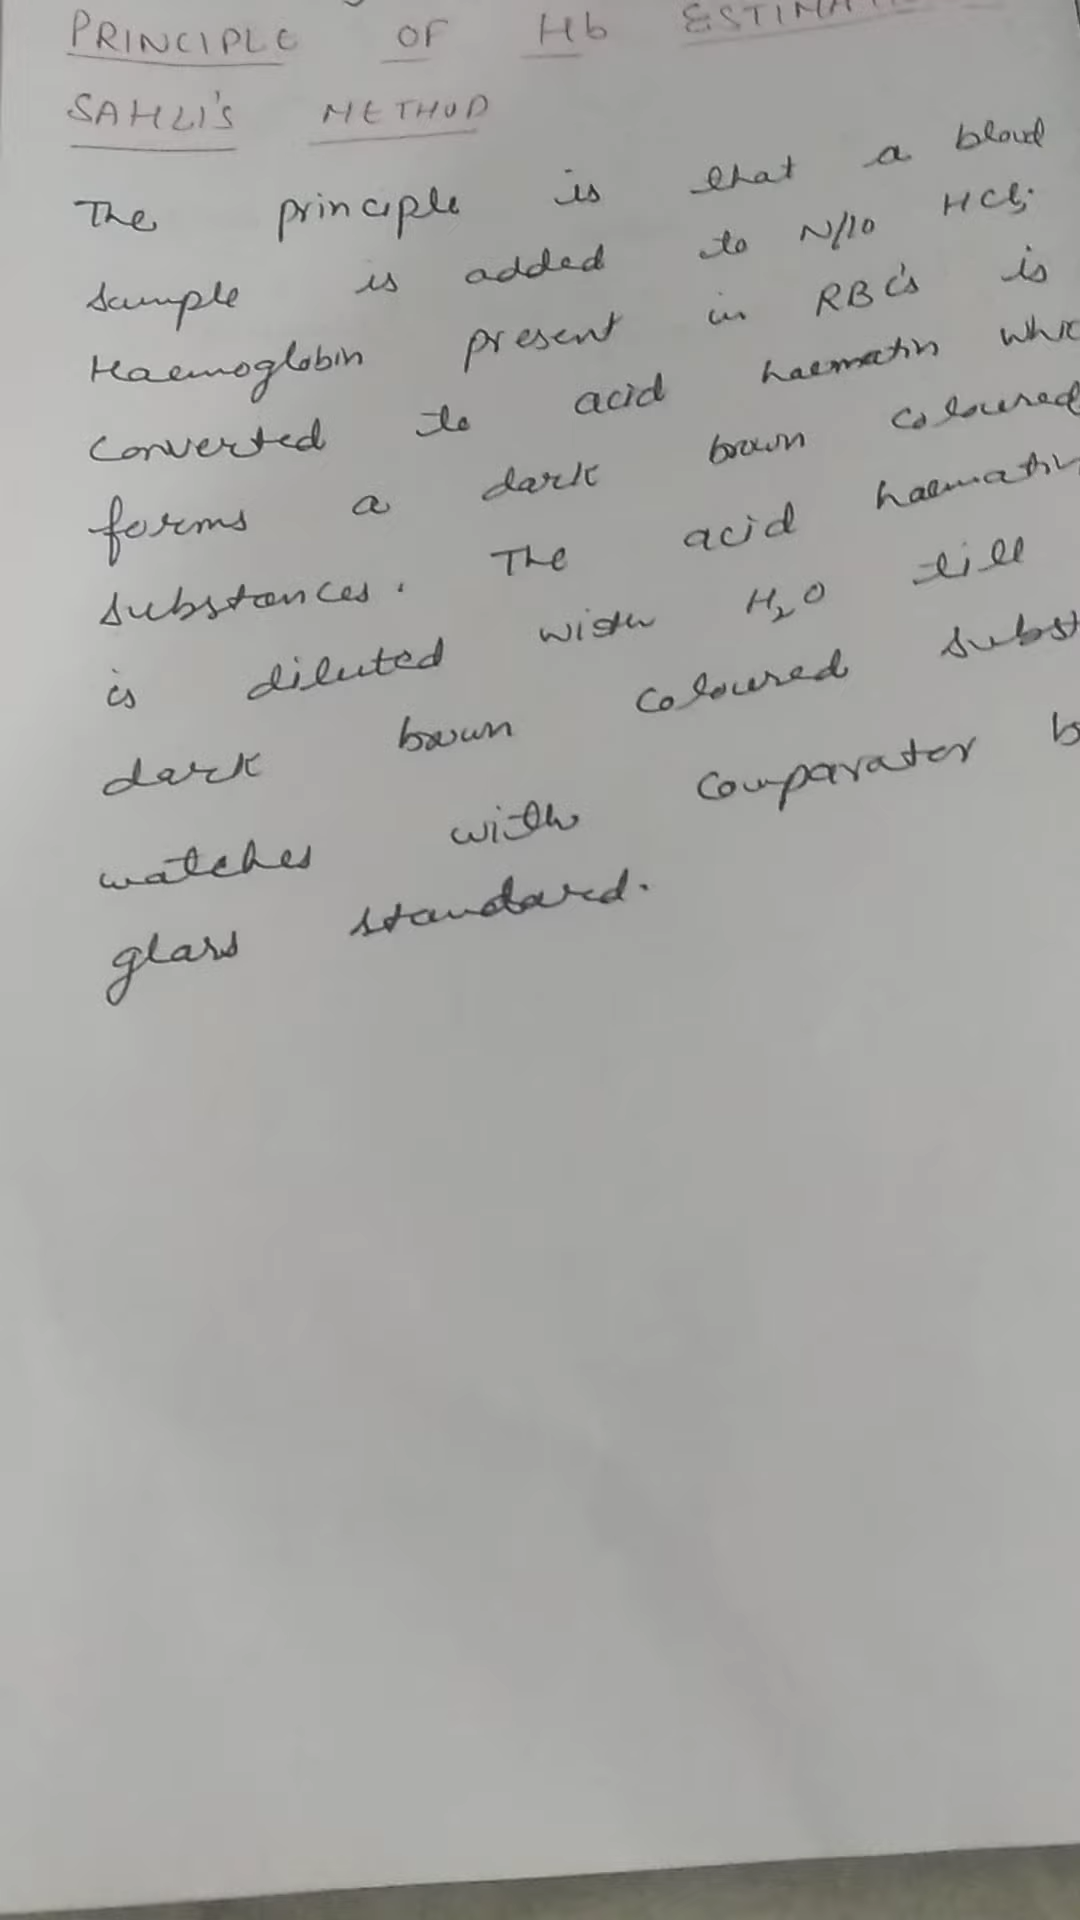 PRINCIPLE OF Hb
SAHLI'S METHOD
The principle is that a blood
sample is added to N/10 HCl;
Haemoglobin present in RBC's is
converted to acid haematin
forms a dark brown coloured
substances. The acid haematin
is diluted with H₂O till
dark brown coloured
matches with comparator
glass standard.